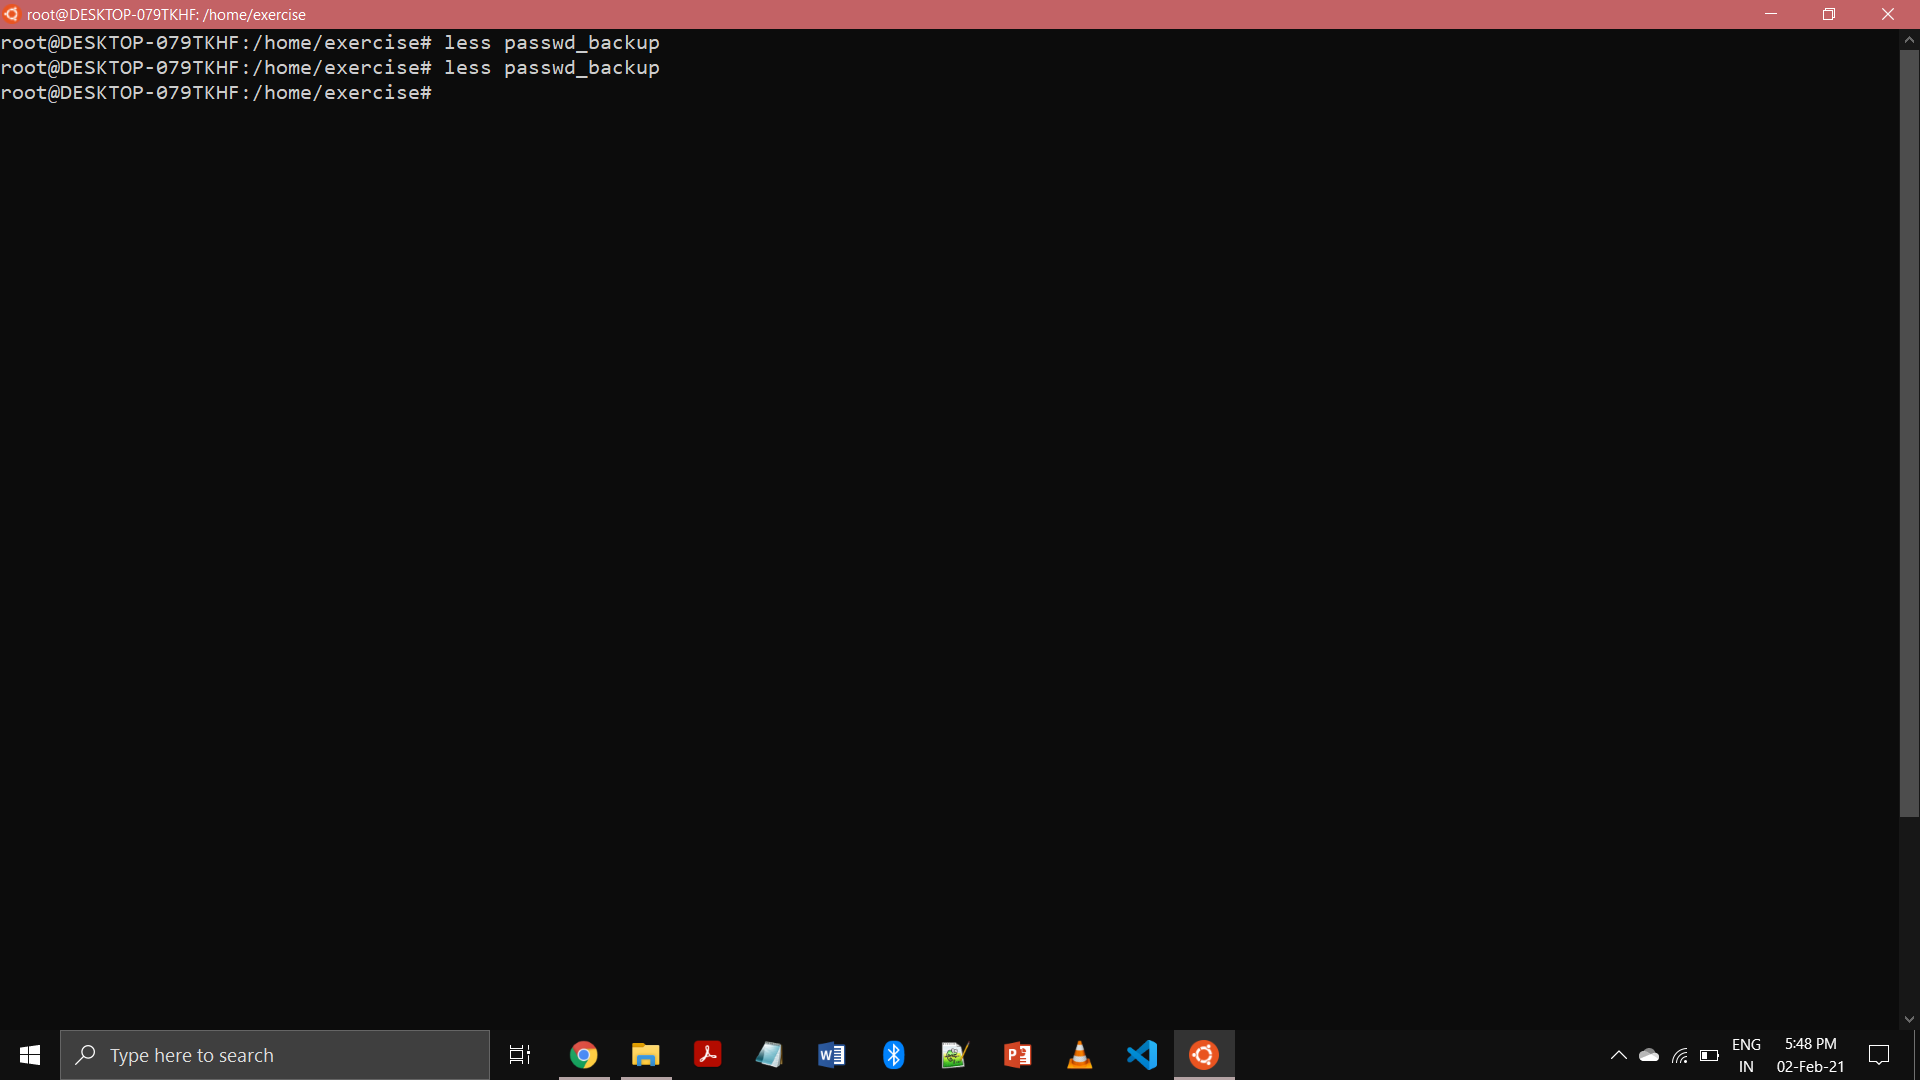 root@DESKTOP-079TKHF: /home/exercise
root@DESKTOP-079TKHF:/home/exercise# less passwd_backup
root@DESKTOP-079TKHF:/home/exercise# less passwd_backup
root@DESKTOP-079TKHF:/home/exercise#
Type here to search
ENG
IN
5:48 PM
02-Feb-21